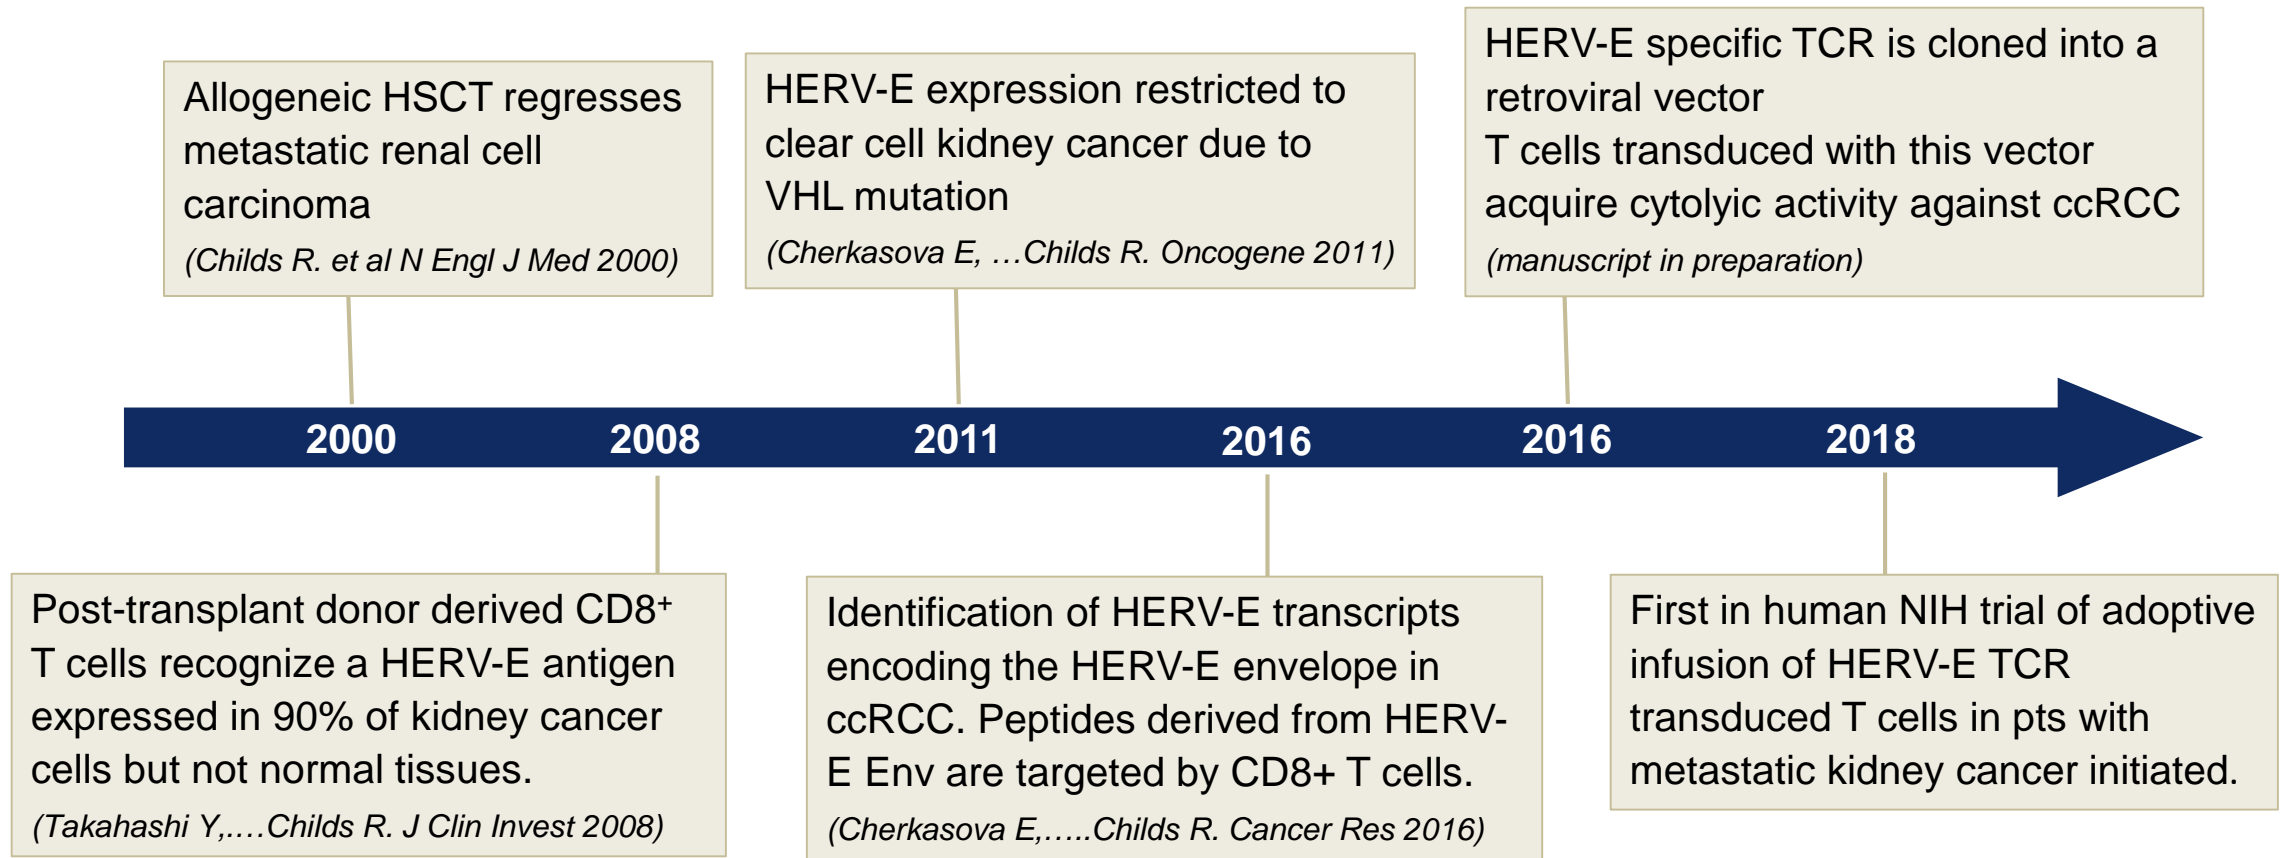 Allogeneic HSCT regresses
metastatic renal cell
carcinoma
(Childs R. et al N Engl J Med 2000)
HERV-E expression restricted to
clear cell kidney cancer due to
VHL mutation
(Cherkasova E, …Childs R. Oncogene 2011)
HERV-E specific TCR is cloned into a
retroviral vector
T cells transduced with this vector
acquire cytolyic activity against ccRCC
(manuscript in preparation)
2000 2008 2011 2016 2016 2018
Post-transplant donor derived CD8⁺
T cells recognize a HERV-E antigen
expressed in 90% of kidney cancer
cells but not normal tissues.
(Takahashi Y,.…Childs R. J Clin Invest 2008)
Identification of HERV-E transcripts
encoding the HERV-E envelope in
ccRCC. Peptides derived from HERV-
E Env are targeted by CD8+ T cells.
(Cherkasova E,…..Childs R. Cancer Res 2016)
First in human NIH trial of adoptive
infusion of HERV-E TCR
transduced T cells in pts with
metastatic kidney cancer initiated.